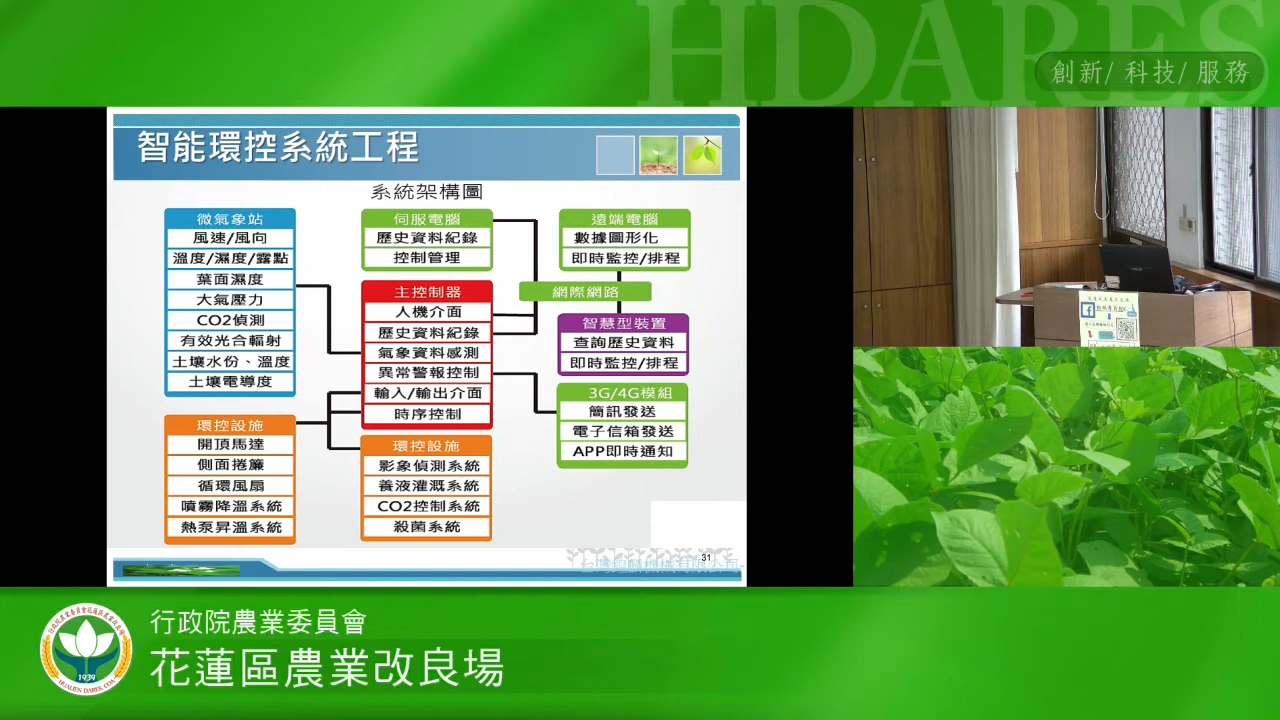 HDARES
創新/ 科技/ 服務
智能環控系統工程
系統架構圖
微氣象站
風速/風向
溫度/濕度/露點
葉面濕度
大氣壓力
CO2偵測
有效光合輻射
土壤水份、溫度
土壤電導度
環控設施
開頂馬達
側面捲簾
循環風扇
噴霧降溫系統
熱泵昇溫系統
伺服電腦
歷史資料紀錄
控制管理
主控制器
人機介面
歷史資料紀錄
氣象資料感測
異常警報控制
輸入/輸出介面
時序控制
環控設施
影象偵測系統
養液灌溉系統
CO2控制系統
殺菌系統
遠端電腦
數據圖形化
即時監控/排程
網際網路
智慧型裝置
查詢歷史資料
即時監控/排程
3G/4G模組
簡訊發送
電子信箱發送
APP即時通知
31
行政院農業委員會
花蓮區農業改良場
1939
HUALIEN DARES, COA